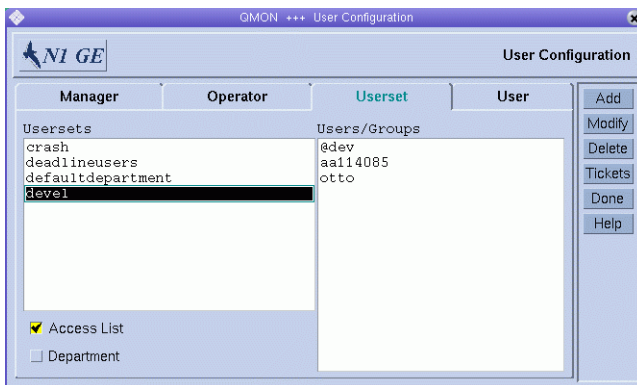 QMON +++ User Configuration
N1 GE
User Configuration
Manager Operator Userset User
Usersets
crash
deadlineusers
defaultdepartment
devel
Access List
Department
Users/Groups
@dev
aa114085
otto
Add
Modify
Delete
Tickets
Done
Help